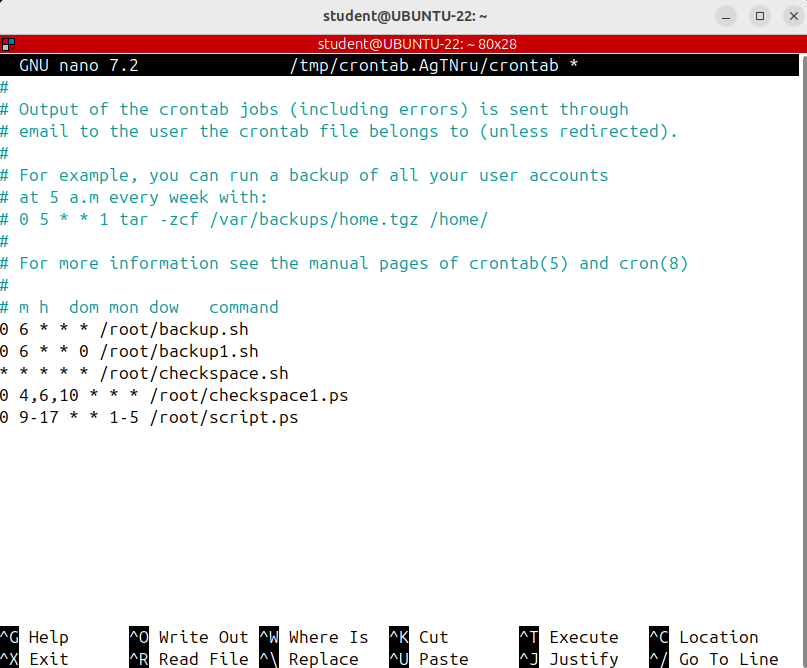 student@UBUNTU-22: ~
student@UBUNTU-22: ~ 80x28
GNU nano 7.2 /tmp/crontab.AgTNru/crontab *
#
# Output of the crontab jobs (including errors) is sent through
# email to the user the crontab file belongs to (unless redirected).
#
# For example, you can run a backup of all your user accounts
# at 5 a.m every week with:
# 0 5 * * 1 tar -zcf /var/backups/home.tgz /home/
#
# For more information see the manual pages of crontab(5) and cron(8)
#
# m h  dom mon dow   command
0 6 * * * /root/backup.sh
0 6 * * 0 /root/backup1.sh
* * * * * /root/checkspace.sh
0 4,6,10 * * * /root/checkspace1.ps
0 9-17 * * 1-5 /root/script.ps
^G Help ^O Write Out ^W Where Is ^K Cut ^T Execute ^C Location
^X Exit ^R Read File ^\ Replace ^U Paste ^J Justify ^/ Go To Line